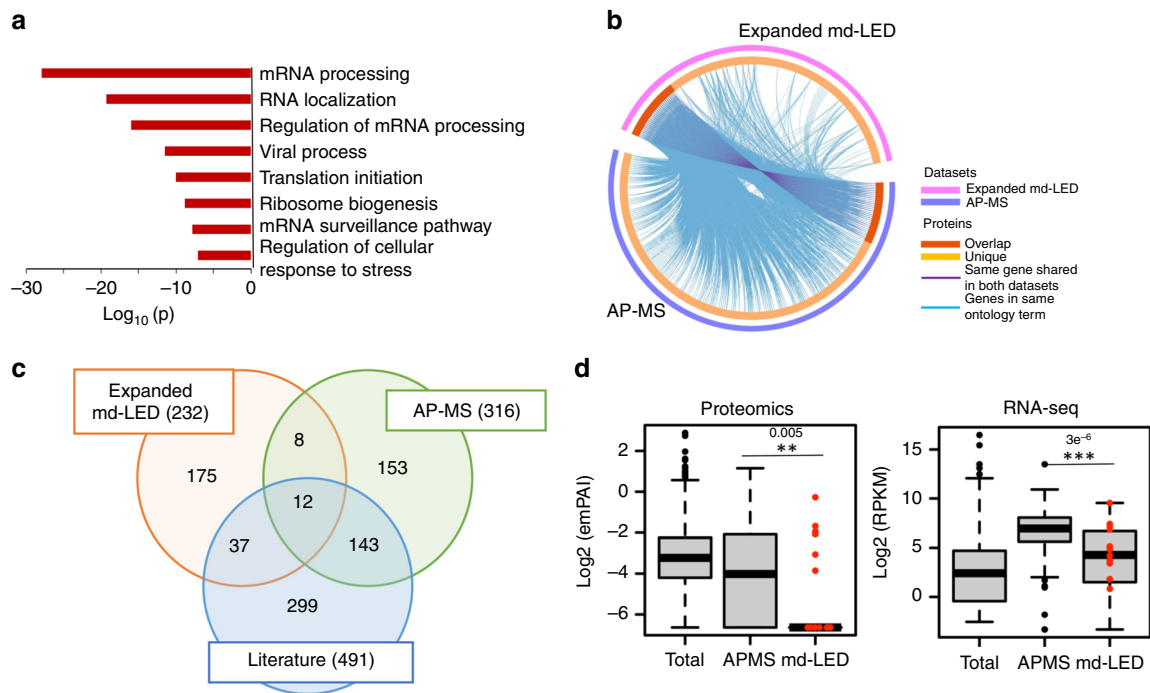 a
mRNA processing
RNA localization
Regulation of mRNA processing
Viral process
Translation initiation
Ribosome biogenesis
mRNA surveillance pathway
Regulation of cellular
response to stress
−30 −20 −10 0
Log10 (p)
b
Expanded md-LED
AP-MS
Datasets
Expanded md-LED
AP-MS
Proteins
Overlap
Unique
Same gene shared
in both datasets
Genes in same
ontology term
c
Expanded
md-LED (232)
AP-MS (316)
8
175
153
12
37
143
299
Literature (491)
d
Proteomics
0.005
**
2
0
−2
−4
−6
Log2 (emPAI)
Total APMS md-LED
RNA-seq
3e−6
***
15
10
5
0
Log2 (RPKM)
Total APMS md-LED